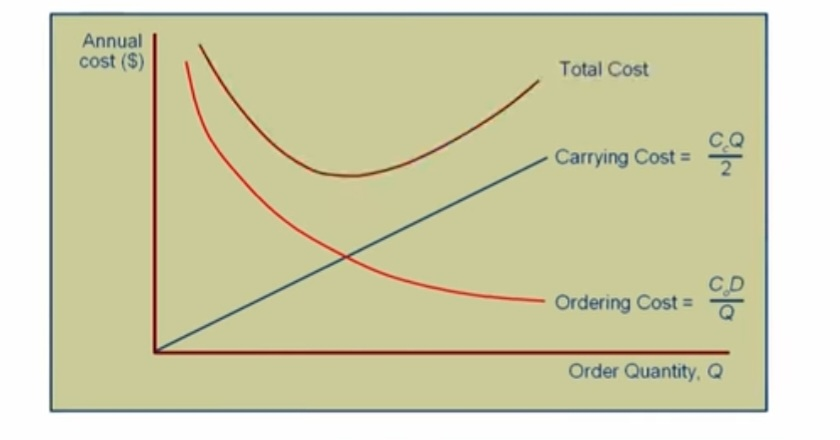 Annual
cost ($)
Total Cost
Carrying Cost = CcQ
2
Ordering Cost = CoD
Q
Order Quantity, Q